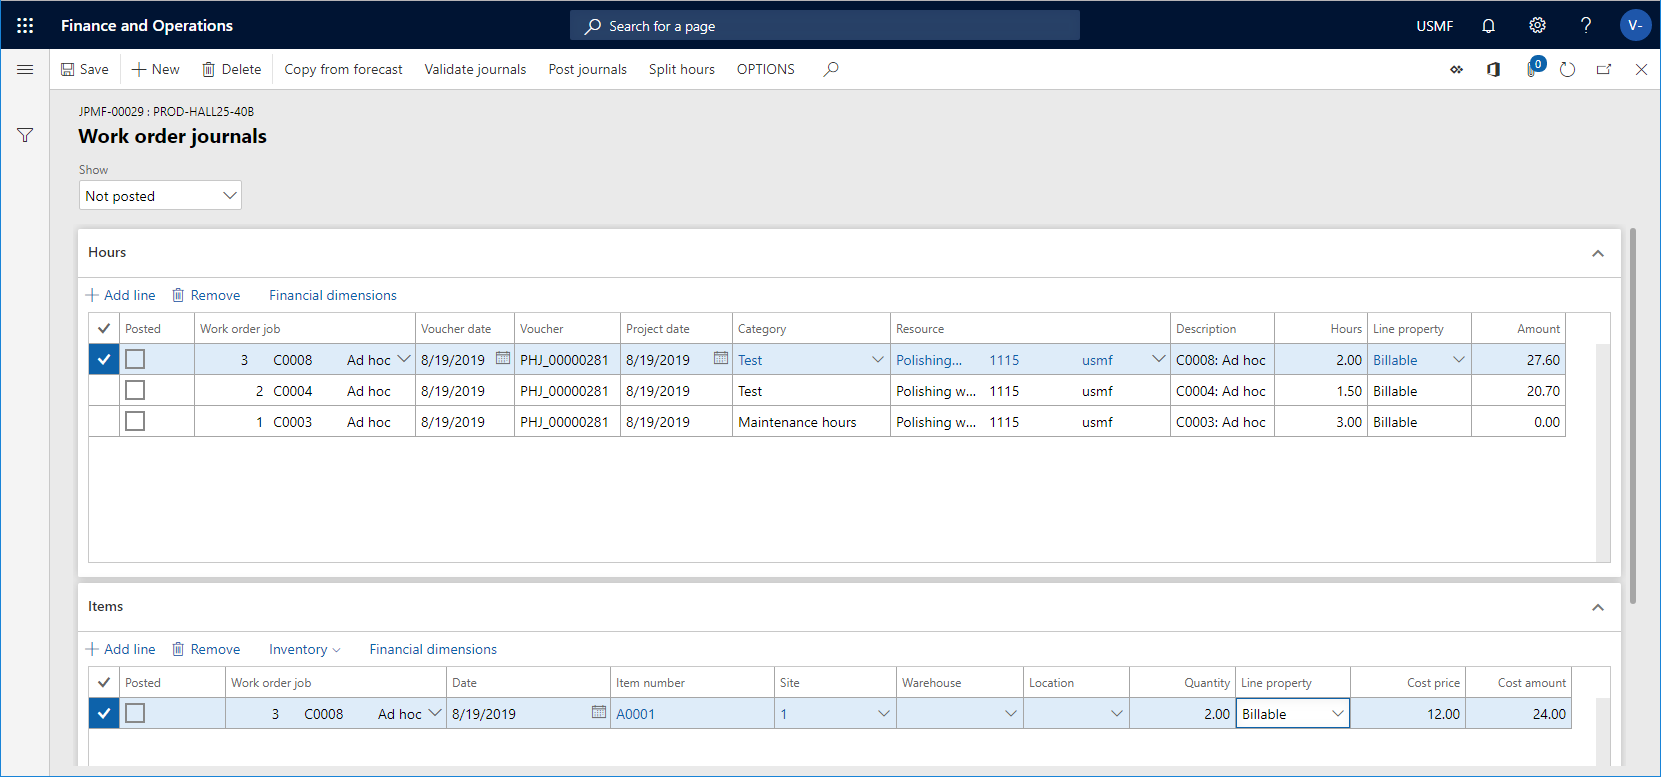 Finance and Operations Search for a page USMF ? V-
Save New Delete Copy from forecast Validate journals Post journals Split hours OPTIONS 0
JPMF-00029 : PROD-HALL25-40B
Work order journals
Show
Not posted
Hours
Add line Remove Financial dimensions
Posted Work order job Voucher date Voucher Project date Category Resource Description Hours Line property Amount
3 C0008 Ad hoc 8/19/2019 PHJ_00000281 8/19/2019 Test Polishing... 1115 usmf C0008: Ad hoc 2.00 Billable 27.60
2 C0004 Ad hoc 8/19/2019 PHJ_00000281 8/19/2019 Test Polishing w... 1115 usmf C0004: Ad hoc 1.50 Billable 20.70
1 C0003 Ad hoc 8/19/2019 PHJ_00000281 8/19/2019 Maintenance hours Polishing w... 1115 usmf C0003: Ad hoc 3.00 Billable 0.00
Items
Add line Remove Inventory Financial dimensions
Posted Work order job Date Item number Site Warehouse Location Quantity Line property Cost price Cost amount
3 C0008 Ad hoc 8/19/2019 A0001 1 2.00 Billable 12.00 24.00